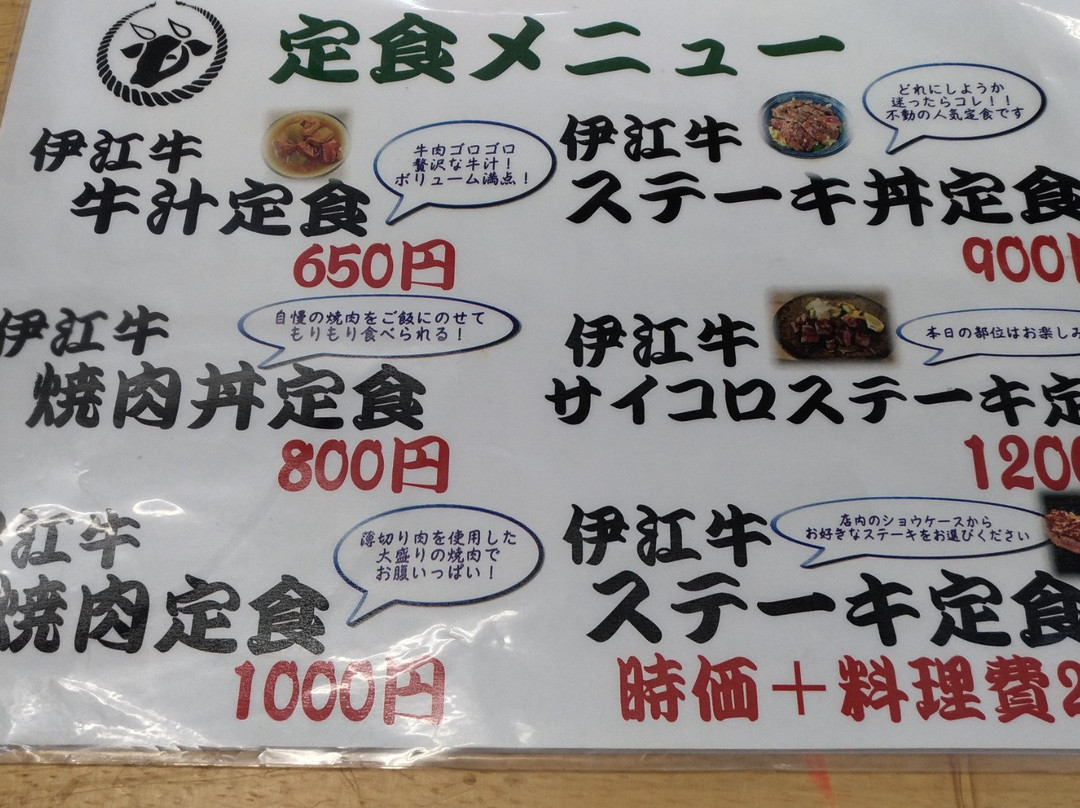 定食メニュー
伊江牛
牛汁定食
牛肉ゴロゴロ
贅沢な牛汁!
ボリューム満点!
650円
伊江牛
ステーキ丼定食
どれにしようか
迷ったらコレ!!
不動の人気定食です
900
伊江牛
焼肉丼定食
自慢の焼肉をご飯にのせて
もりもり食べられる!
800円
伊江牛
サイコロステーキ定
本日の部位はお楽しみ
1200
江牛
焼肉定食
薄切り肉を使用した
大盛りの焼肉で
お腹いっぱい!
1000円
伊江牛
ステーキ定食
店内のショウケースから
お好きなステーキをお選びください
時価+料理費2